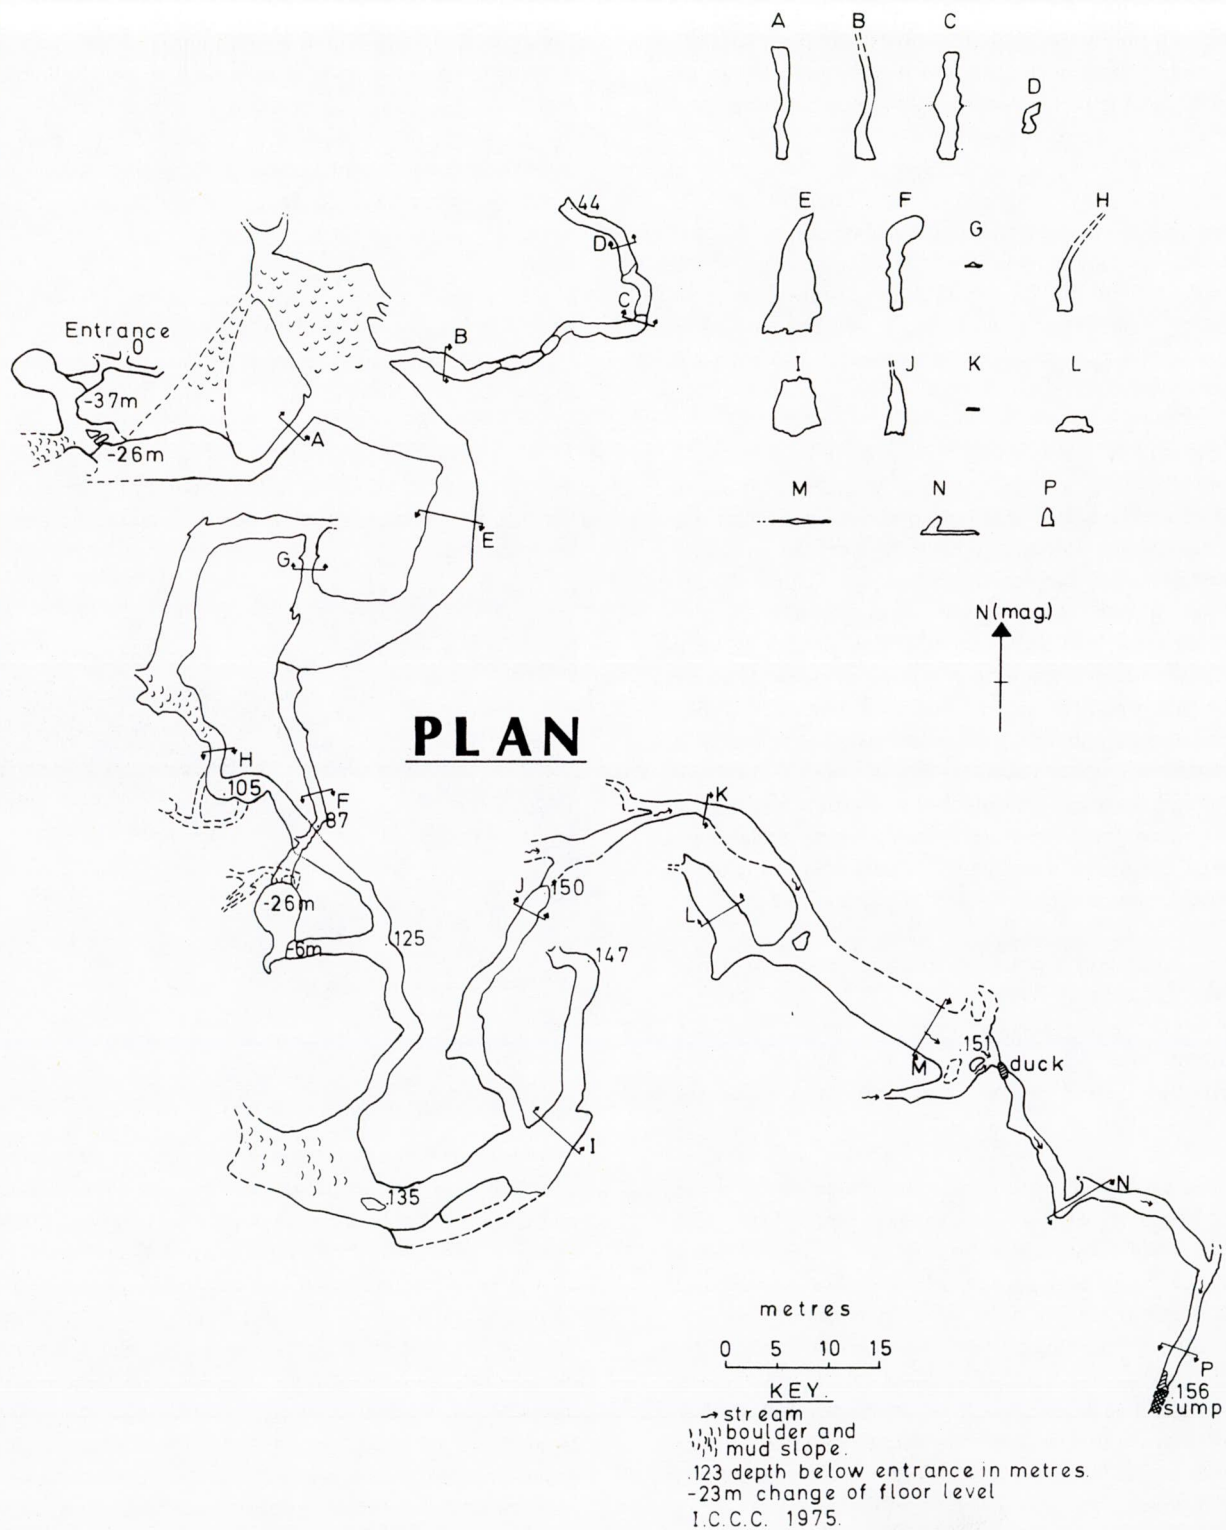 A B C
D
E F G H
I J K L
M N P
.44
D
C
B
Entrance
0
-37m
-26m
A
E
G
N(mag.)
PLAN
H
.105
F
.87
-26m
-6m
.125
K
J
.150
L
.147
.151
M
duck
I
N
.135
metres
0 5 10 15
P
.156
sump
KEY.
stream
boulder and
mud slope.
.123 depth below entrance in metres.
-23m change of floor level
I.C.C.C. 1975.